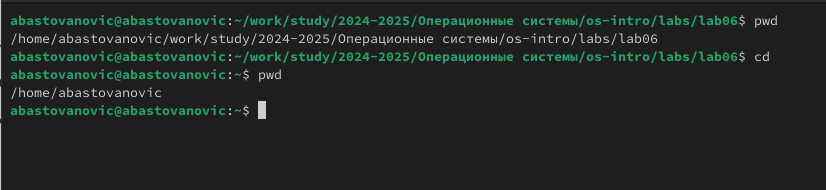 abastovanovic@abastovanovic:~/work/study/2024-2025/Операционные системы/os-intro/labs/lab06$ pwd
/home/abastovanovic/work/study/2024-2025/Операционные системы/os-intro/labs/lab06
abastovanovic@abastovanovic:~/work/study/2024-2025/Операционные системы/os-intro/labs/lab06$ cd
abastovanovic@abastovanovic:~$ pwd
/home/abastovanovic
abastovanovic@abastovanovic:~$